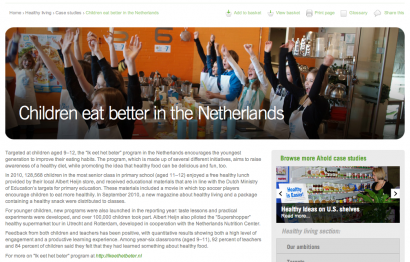 Home › Healthy living › Case studies › Children eat better in the Netherlands
Add to basket View basket Print page Glossary Share this
Children eat better in the Netherlands
Targeted at children aged 9–12, the "Ik eet het beter" program in the Netherlands encourages the youngest
generation to improve their eating habits. The program, which is made up of several different initiatives, aims to raise
awareness of a healthy diet, while promoting the idea that healthy food can be delicious and fun, too.
In 2010, 128,868 children in the most senior class in primary school (aged 11–12) enjoyed a free healthy lunch
provided by their local Albert Heijn store, and received educational materials that are in line with the Dutch Ministry
of Education's targets for primary education. These materials included a movie in which top soccer players
encourage children to eat more healthily. In September 2010, a new magazine about healthy living and a package
containing a healthy snack were distributed to classes.
For younger children, new programs were also launched in the reporting year: taste lessons and practical
experiments were developed, and over 100,000 children took part. Albert Heijn also piloted the "Supershopper"
healthy supermarket tour in Utrecht and Rotterdam, developed in cooperation with the Netherlands Nutrition Center.
Feedback from both children and teachers has been positive, with quantitative results showing both a high level of
engagement and a productive learning experience. Among year-six classrooms (aged 9–11), 92 percent of teachers
and 84 percent of children said they felt that they had learned something about food.
For more on "Ik eet het beter" program at http://ikeethetbeter.nl
Browse more Ahold case studies
Healthy
Healthy ideas on U.S. shelves
Read more..
Healthy living section:
Our ambitions